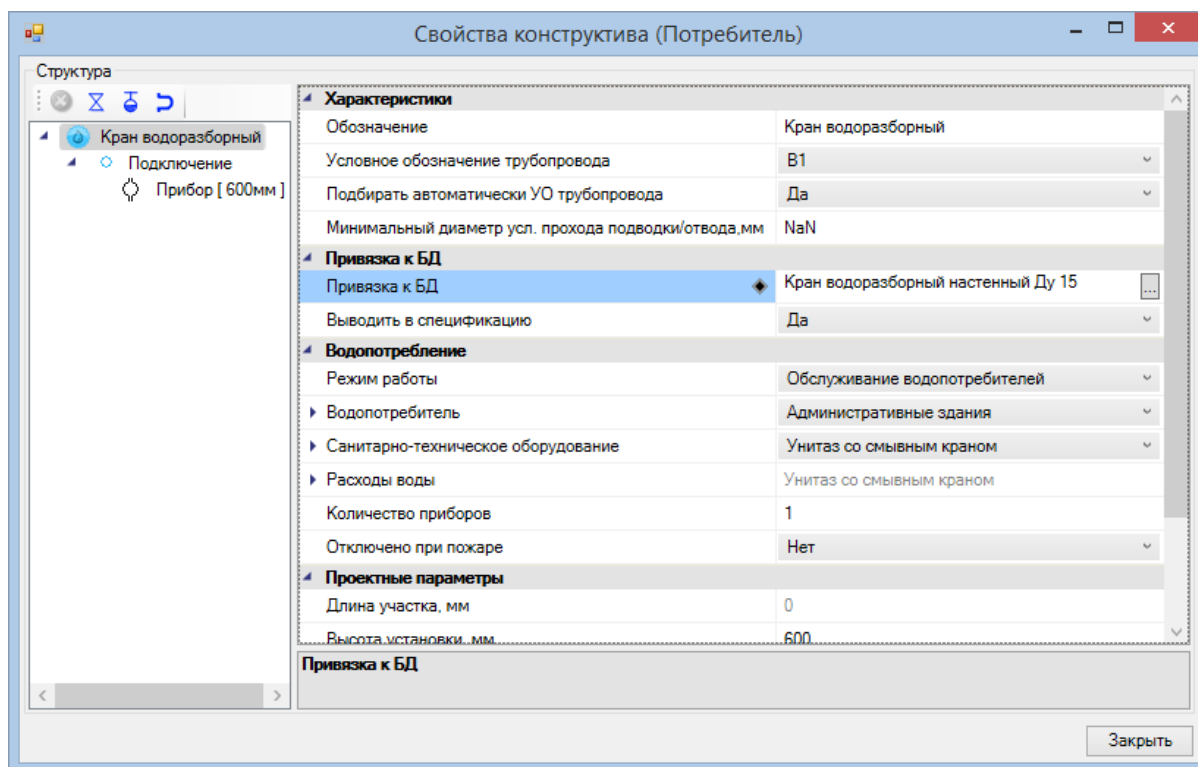 Свойства конструктива (Потребитель)
Структура
Кран водоразборный
Подключение
Прибор [ 600мм ]
Характеристики
Обозначение Кран водоразборный
Условное обозначение трубопровода В1
Подбирать автоматически УО трубопровода Да
Минимальный диаметр усл. прохода подводки/отвода,мм NaN
Привязка к БД
Привязка к БД Кран водоразборный настенный Ду 15 ...
Выводить в спецификацию Да
Водопотребление
Режим работы Обслуживание водопотребителей
Водопотребитель Административные здания
Санитарно-техническое оборудование Унитаз со смывным краном
Расходы воды Унитаз со смывным краном
Количество приборов 1
Отключено при пожаре Нет
Проектные параметры
Длина участка, мм 0
Высота установки, мм 600
Привязка к БД
Закрыть